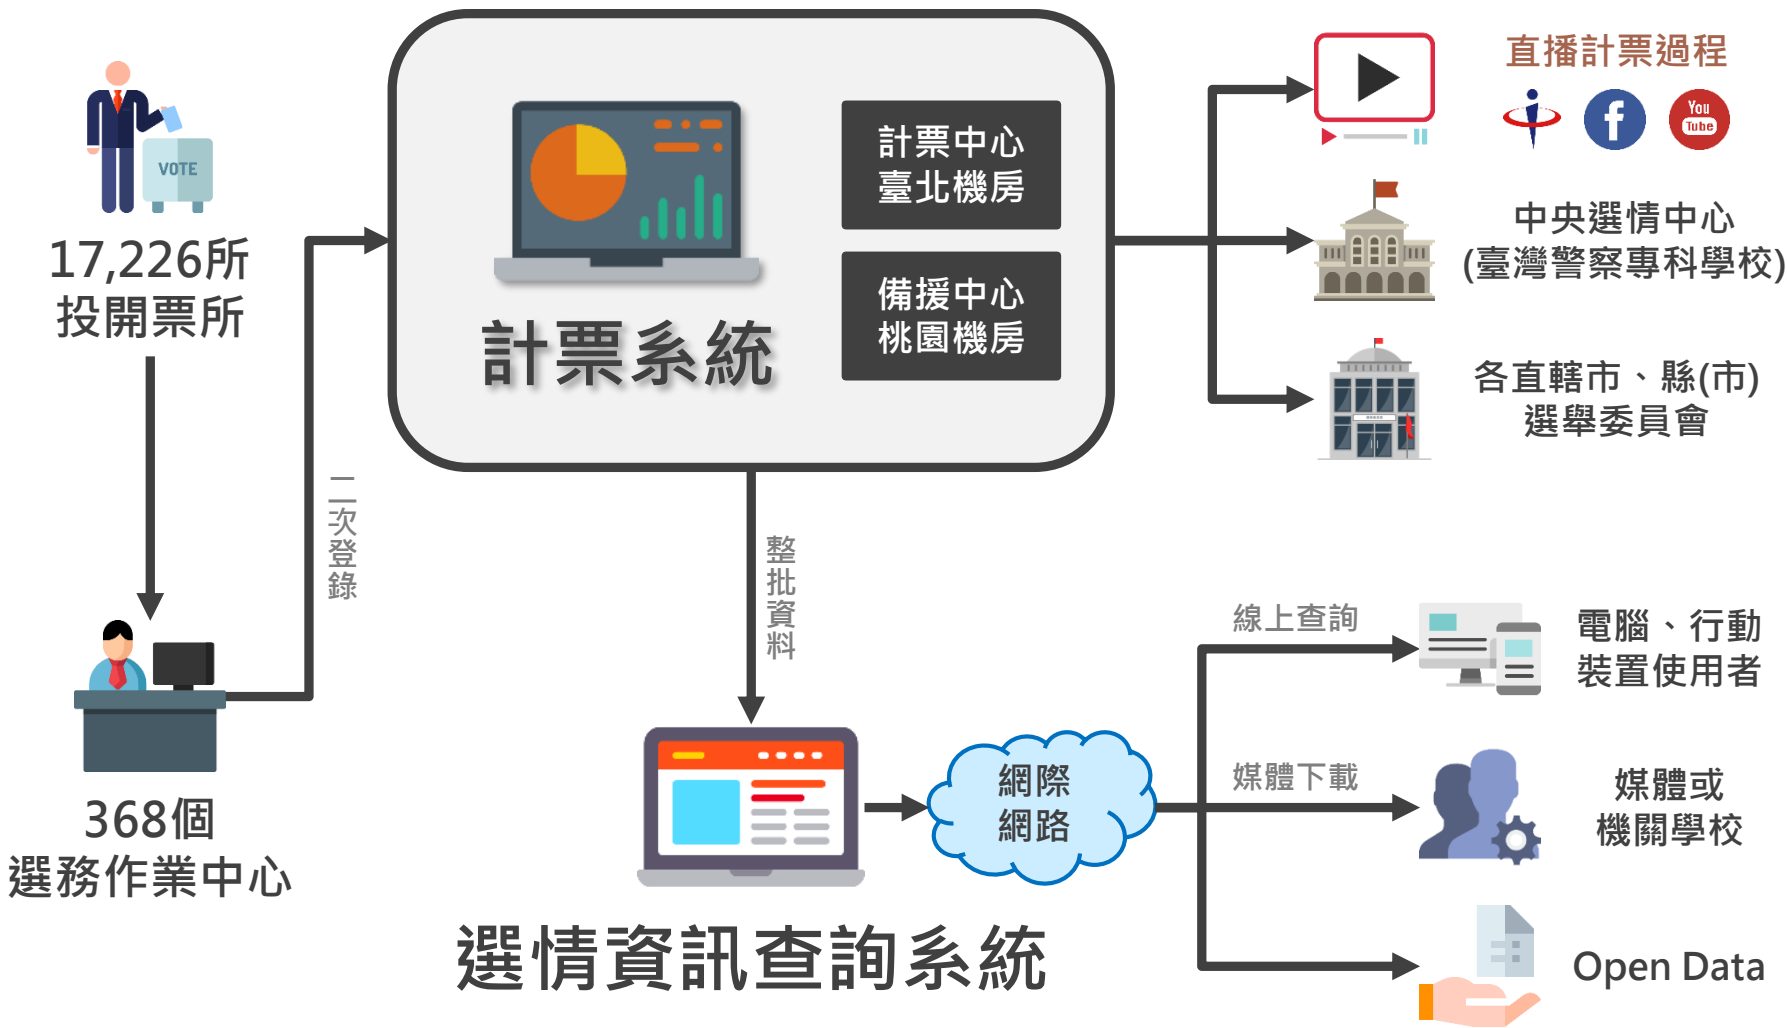 VOTE
17,226所
投開票所
368個
選務作業中心
二次登錄
計票系統
計票中心
臺北機房
備援中心
桃園機房
直播計票過程
f
You
Tube
中央選情中心
(臺灣警察專科學校)
各直轄市、縣(市)
選舉委員會
整批資料
選情資訊查詢系統
網際
網路
線上查詢
電腦、行動
裝置使用者
媒體下載
媒體或
機關學校
Open Data